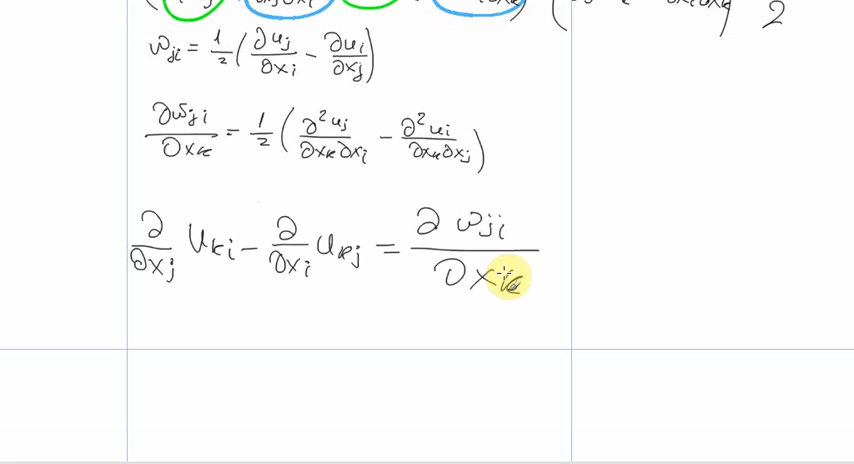 2
ω_ji = 1/2 ( ∂u_j/∂x_i − ∂u_i/∂x_j )
∂ω_ji/∂x_k = 1/2 ( ∂²u_j/∂x_k∂x_i − ∂²u_i/∂x_k∂x_j )
∂/∂x_j u_ki − ∂/∂x_i u_kj = ∂ω_ji/∂x_k